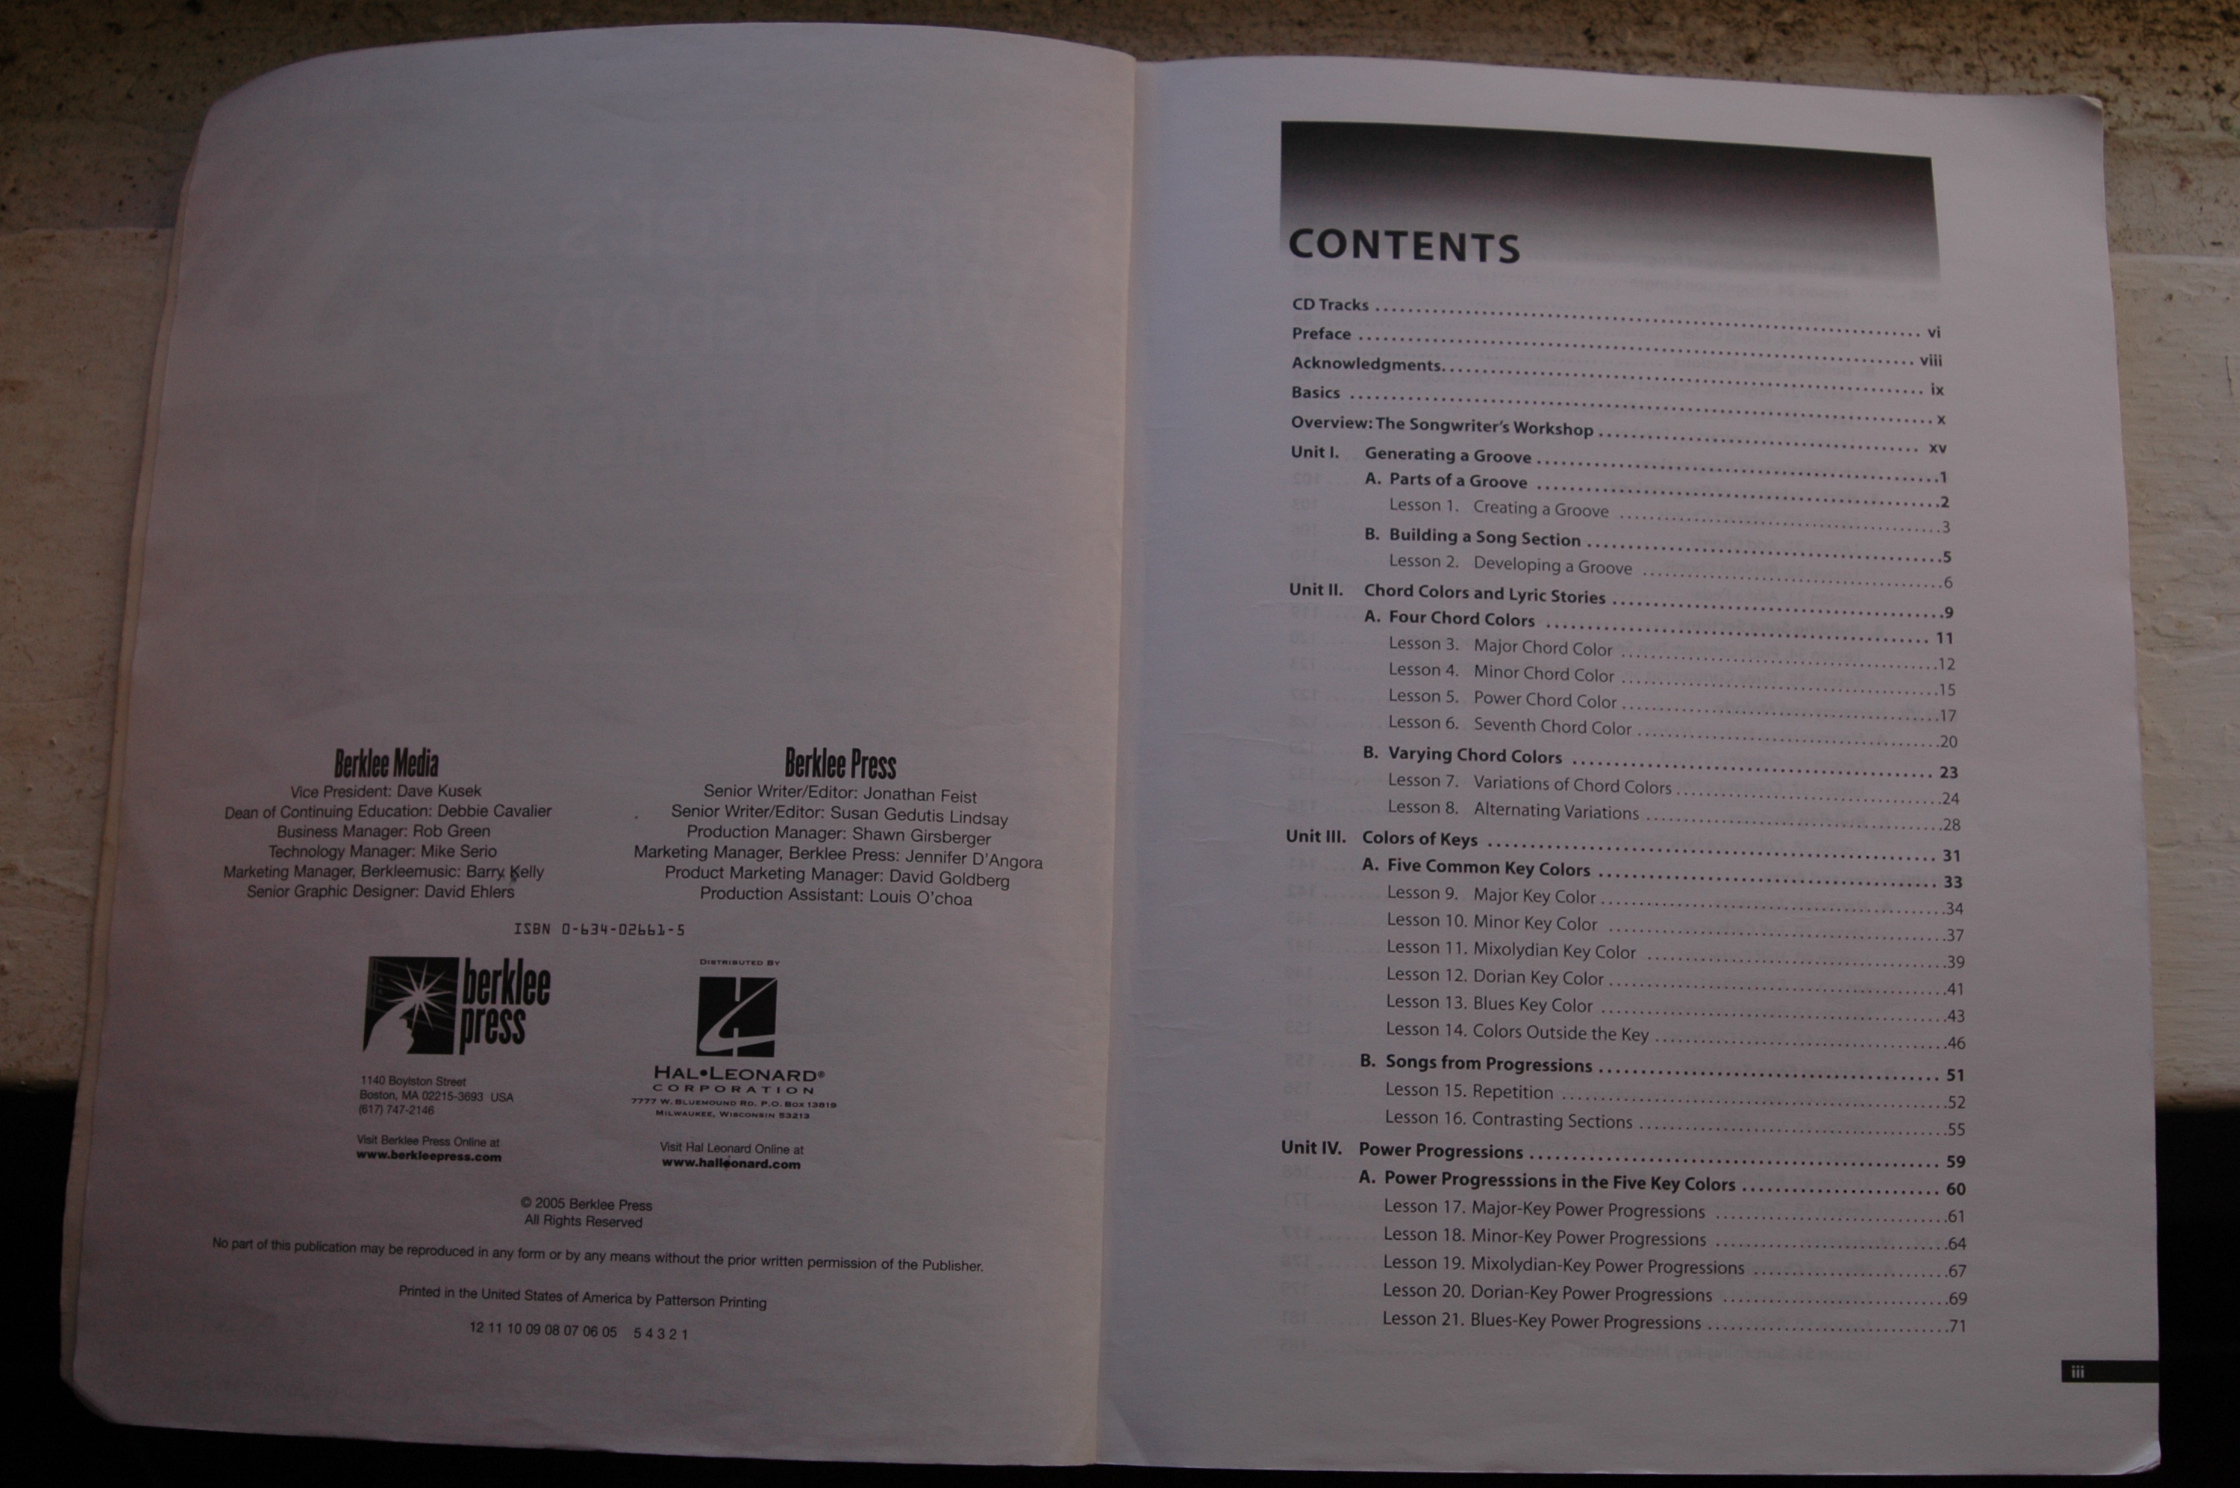 Berklee Media
Vice President: Dave Kusek
Dean of Continuing Education: Debbie Cavalier
Business Manager: Rob Green
Technology Manager: Mike Serio
Marketing Manager, Berkleemusic: Barry Kelly
Senior Graphic Designer: David Ehlers
Berklee Press
Senior Writer/Editor: Jonathan Feist
Senior Writer/Editor: Susan Gedutis Lindsay
Production Manager: Shawn Girsberger
Marketing Manager, Berklee Press: Jennifer D'Angora
Product Marketing Manager: David Goldberg
Production Assistant: Louis O'choa
ISBN 0-634-02661-5
berklee
press
1140 Boylston Street
Boston, MA 02215-3693 USA
(617) 747-2146
Visit Berklee Press Online at
www.berkleepress.com
DISTRIBUTED BY
HAL•LEONARD®
CORPORATION
7777 W. BLUEMOUND RD. P.O. BOX 13819
MILWAUKEE, WISCONSIN 53213
Visit Hal Leonard Online at
www.halleonard.com
© 2005 Berklee Press
All Rights Reserved
No part of this publication may be reproduced in any form or by any means without the prior written permission of the Publisher.
Printed in the United States of America by Patterson Printing
12 11 10 09 08 07 06 05 5 4 3 2 1
CONTENTS
CD Tracks ........ vi
Preface ........ viii
Acknowledgments ........ ix
Basics ........ x
Overview: The Songwriter's Workshop ........ xv
Unit I. Generating a Groove ........ 1
A. Parts of a Groove ........ 2
Lesson 1. Creating a Groove ........ 3
B. Building a Song Section ........ 5
Lesson 2. Developing a Groove ........ 6
Unit II. Chord Colors and Lyric Stories ........ 9
A. Four Chord Colors ........ 11
Lesson 3. Major Chord Color ........ 12
Lesson 4. Minor Chord Color ........ 15
Lesson 5. Power Chord Color ........ 17
Lesson 6. Seventh Chord Color ........ 20
B. Varying Chord Colors ........ 23
Lesson 7. Variations of Chord Colors ........ 24
Lesson 8. Alternating Variations ........ 28
Unit III. Colors of Keys ........ 31
A. Five Common Key Colors ........ 33
Lesson 9. Major Key Color ........ 34
Lesson 10. Minor Key Color ........ 37
Lesson 11. Mixolydian Key Color ........ 39
Lesson 12. Dorian Key Color ........ 41
Lesson 13. Blues Key Color ........ 43
Lesson 14. Colors Outside the Key ........ 46
B. Songs from Progressions ........ 51
Lesson 15. Repetition ........ 52
Lesson 16. Contrasting Sections ........ 55
Unit IV. Power Progressions ........ 59
A. Power Progresssions in the Five Key Colors ........ 60
Lesson 17. Major-Key Power Progressions ........ 61
Lesson 18. Minor-Key Power Progressions ........ 64
Lesson 19. Mixolydian-Key Power Progressions ........ 67
Lesson 20. Dorian-Key Power Progressions ........ 69
Lesson 21. Blues-Key Power Progressions ........ 71
iii